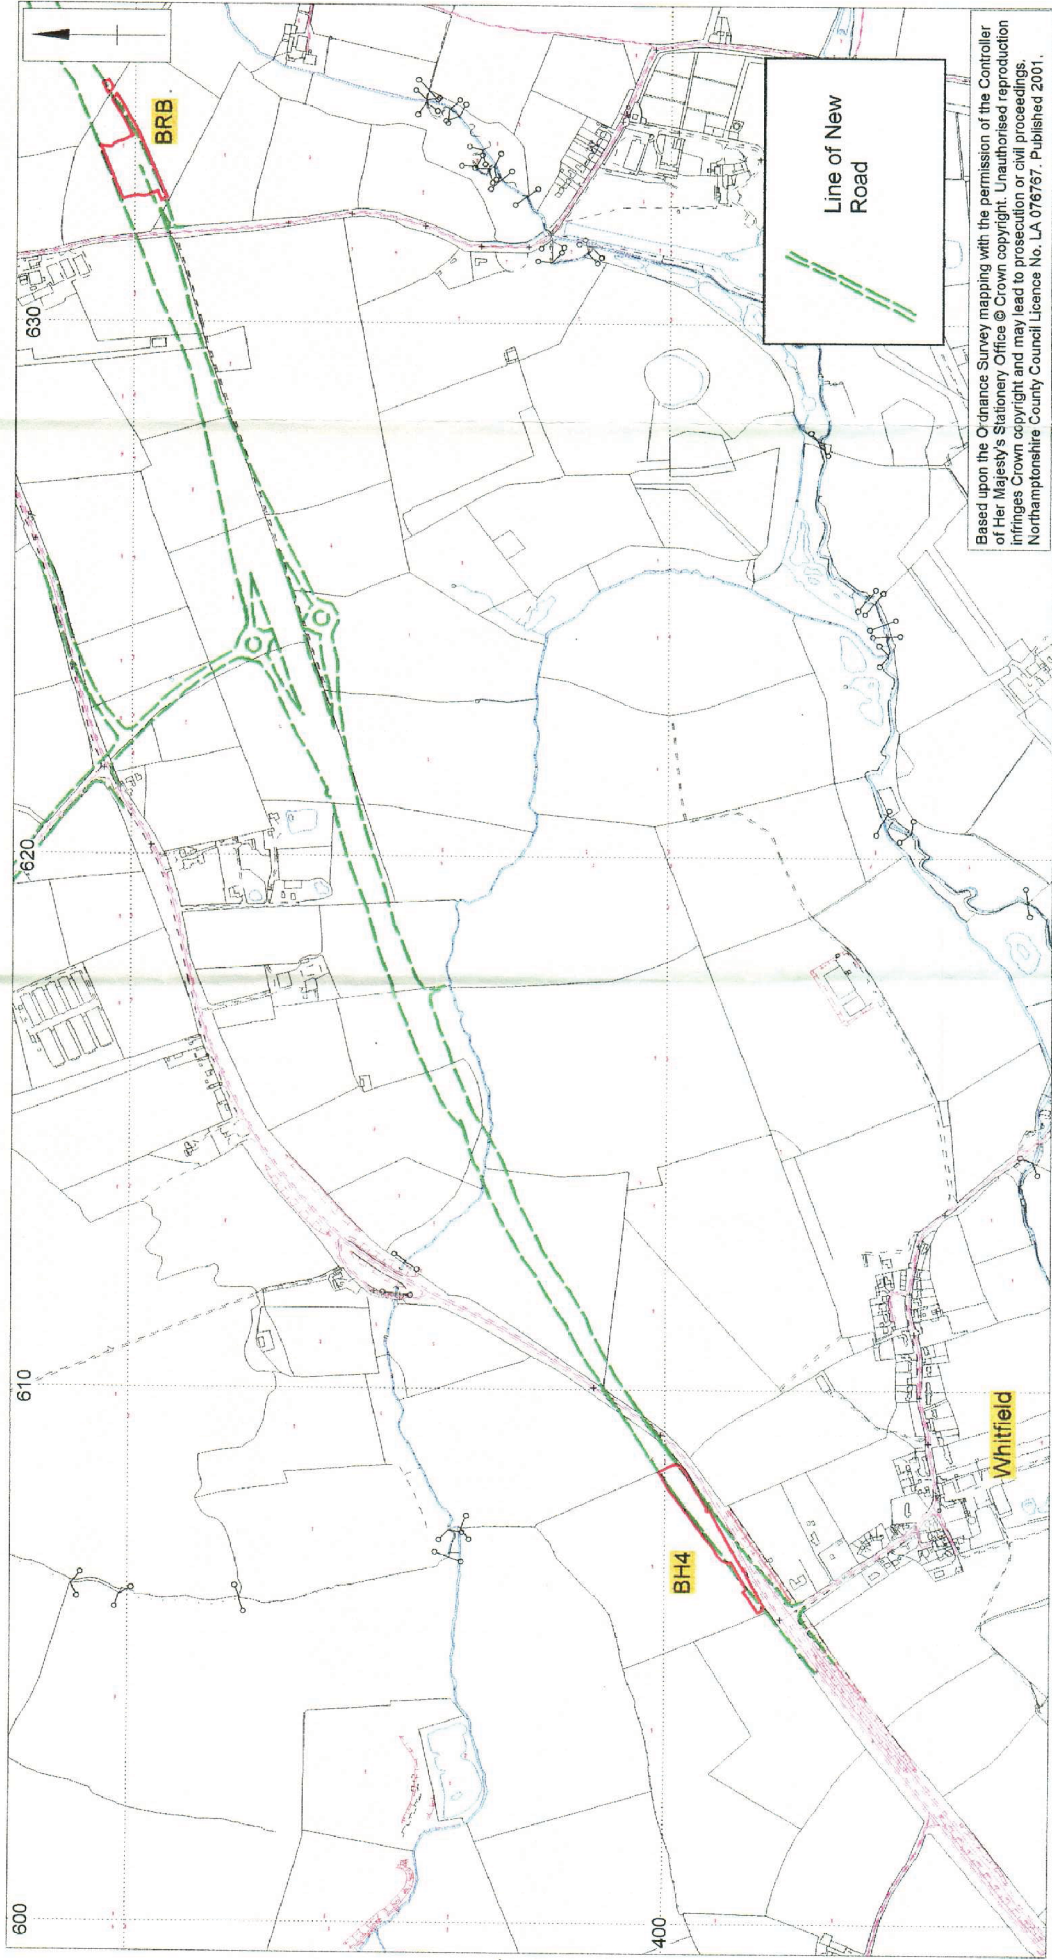 600
610
620
630
400
BRB
BH4
Whitfield
Line of New
Road
Based upon the Ordnance Survey mapping with the permission of the Controller
of Her Majesty's Stationery Office © Crown copyright. Unauthorised reproduction
infringes Crown copyright and may lead to prosecution or civil proceedings.
Northamptonshire County Council Licence No. LA 076767. Published 2001.